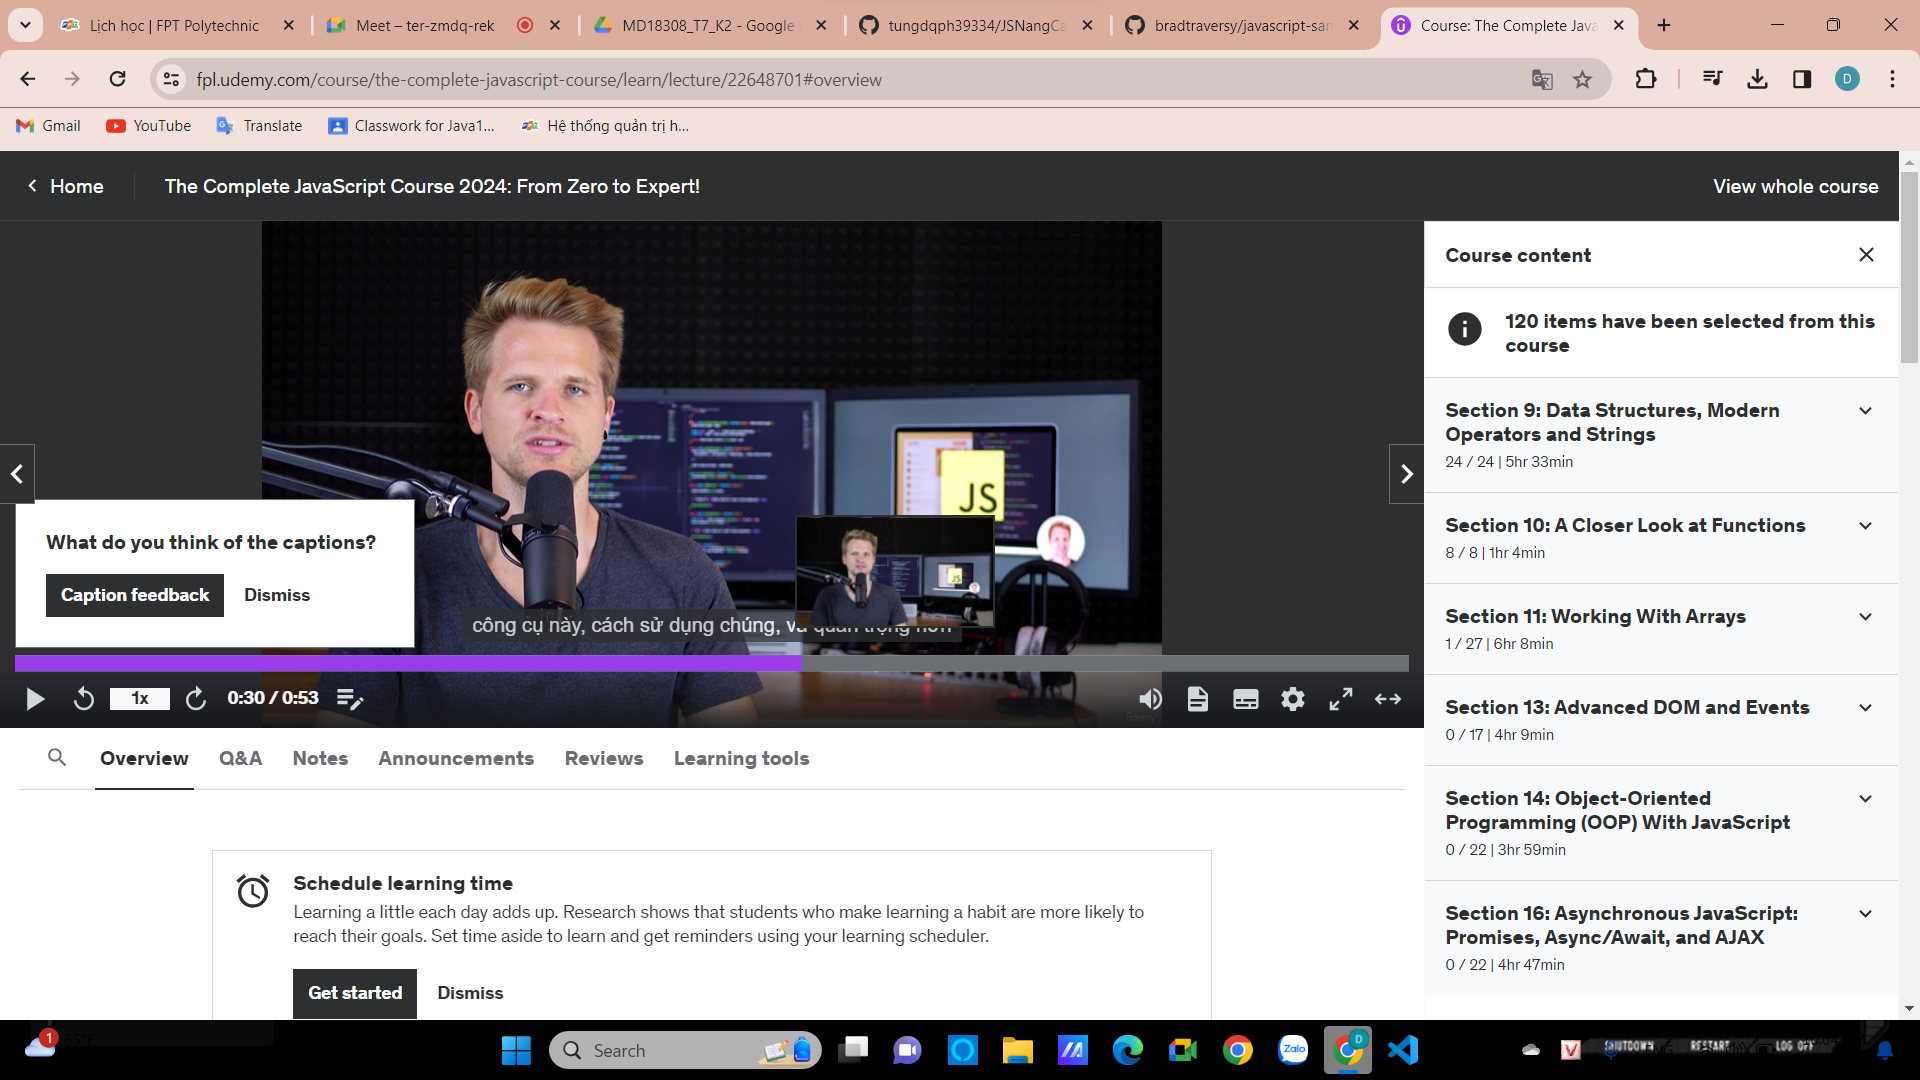 Lịch học | FPT Polytechnic
Meet – ter-zmdq-rek
MD18308_T7_K2 - Google
tungdqph39334/JSNangCa
bradtraversy/javascript-san
Course: The Complete Java
fpl.udemy.com/course/the-complete-javascript-course/learn/lecture/22648701#overview
D
Gmail
YouTube
Translate
Classwork for Java1...
Hệ thống quản trị h...
Home
The Complete JavaScript Course 2024: From Zero to Expert!
View whole course
JS
What do you think of the captions?
Caption feedback
Dismiss
công cụ này, cách sử dụng chúng, và quan trọng hơn
1x
0:30 / 0:53
ûdemy
Course content
120 items have been selected from this
course
Section 9: Data Structures, Modern
Operators and Strings
24 / 24 | 5hr 33min
Section 10: A Closer Look at Functions
8 / 8 | 1hr 4min
Section 11: Working With Arrays
1 / 27 | 6hr 8min
Section 13: Advanced DOM and Events
0 / 17 | 4hr 9min
Section 14: Object-Oriented
Programming (OOP) With JavaScript
0 / 22 | 3hr 59min
Section 16: Asynchronous JavaScript:
Promises, Async/Await, and AJAX
0 / 22 | 4hr 47min
Overview
Q&A
Notes
Announcements
Reviews
Learning tools
Schedule learning time
Learning a little each day adds up. Research shows that students who make learning a habit are more likely to
reach their goals. Set time aside to learn and get reminders using your learning scheduler.
Get started
Dismiss
1
Search
Zalo
D
V
SHUTDOWN
RESTART
LOG OFF
ENG